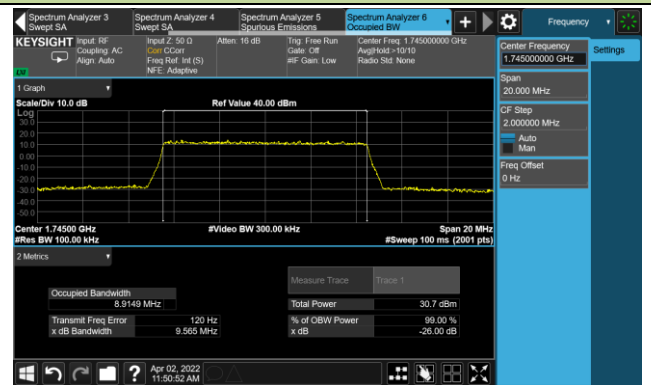 Spectrum Analyzer 3
Swept SA
Spectrum Analyzer 4
Swept SA
Spectrum Analyzer 5
Spurious Emissions
Spectrum Analyzer 6
Occupied BW
Frequency
KEYSIGHT
Input: RF
Coupling: AC
Align: Auto
Input Z: 50 Ω
Corr CCorr
Freq Ref: Int (S)
NFE: Adaptive
Atten: 16 dB
Trig: Free Run
Gate: Off
#IF Gain: Low
Center Freq: 1.745000000 GHz
Avg|Hold:>10/10
Radio Std: None
Center Frequency
1.745000000 GHz
Settings
Span
20.000 MHz
CF Step
2.000000 MHz
Auto
Man
Freq Offset
0 Hz
1 Graph
Scale/Div 10.0 dB
Ref Value 40.00 dBm
Log
30.0
20.0
10.0
0.00
-10.0
-20.0
-30.0
-40.0
-50.0
Center 1.74500 GHz
#Video BW 300.00 kHz
Span 20 MHz
#Res BW 100.00 kHz
#Sweep 100 ms (2001 pts)
2 Metrics
Measure Trace
Trace 1
Occupied Bandwidth
8.9149 MHz
Total Power
30.7 dBm
Transmit Freq Error
120 Hz
% of OBW Power
99.00 %
x dB Bandwidth
9.565 MHz
x dB
-26.00 dB
?
Apr 02, 2022
11:50:52 AM